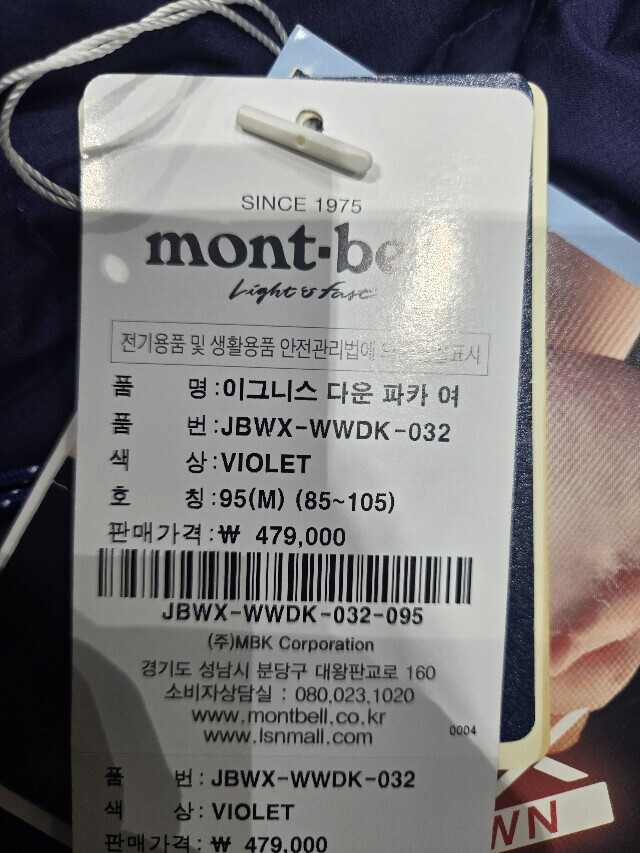 SINCE 1975
mont-be
Light & Fast
전기용품 및 생활용품 안전관리법에 표시
품 명:이그니스 다운 파카 여
품 번:JBWX-WWDK-032
색 상:VIOLET
호 칭:95(M) (85~105)
판매가격:₩ 479,000
JBWX-WWDK-032-095
(주)MBK Corporation
경기도 성남시 분당구 대왕판교로 160
소비자상담실 : 080.023.1020
www.montbell.co.kr
www.lsnmall.com
0004
품 번: JBWX-WWDK-032
색 상: VIOLET
판매가격: ₩ 479,000
WN